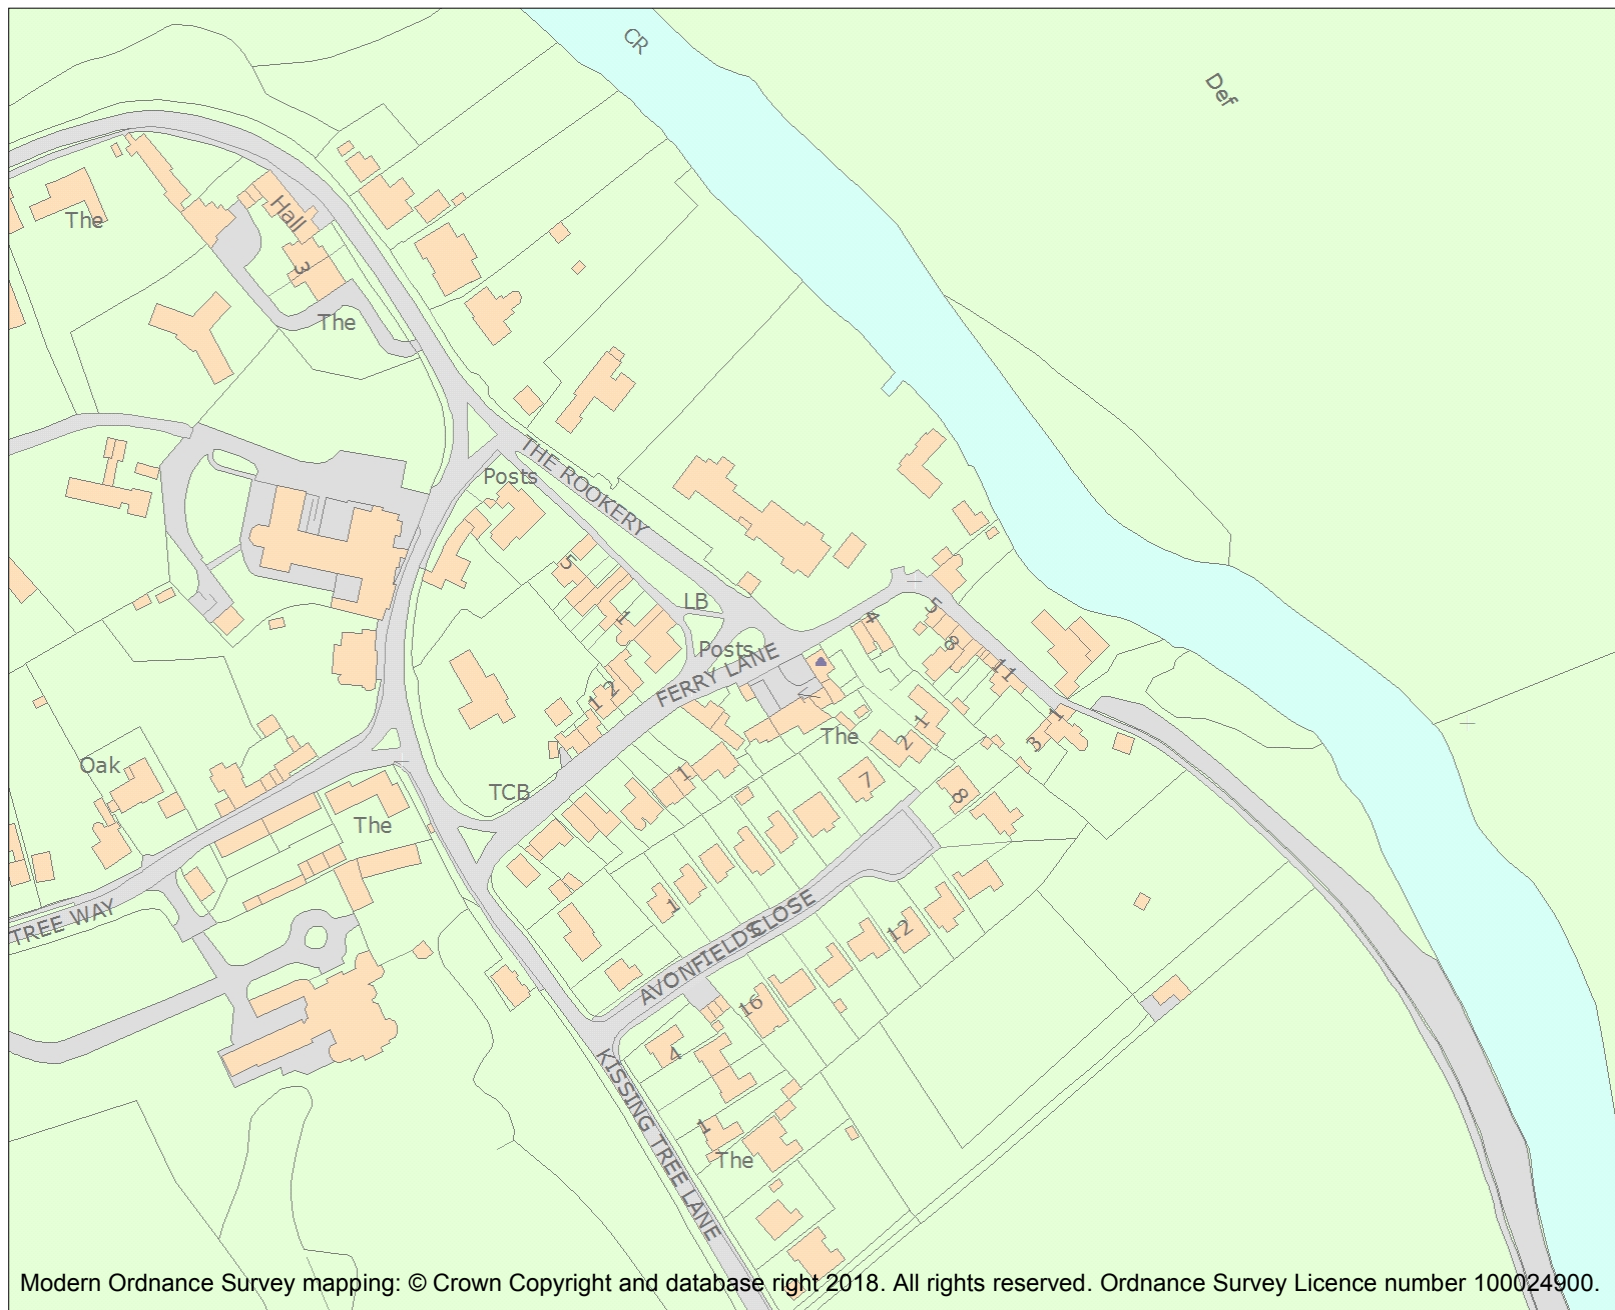 CR
Def
The
Hall
3
The
THE ROOKERY
Posts
5
LB
1
4
5
Posts
8
FERRY LANE
11
1 2
1
The
1
2
3
Oak
1
7
TCB
8
The
1
TREE WAY
AVONFIELDS CLOSE
12
16
4
KISSING TREE LANE
1
The
Modern Ordnance Survey mapping: © Crown Copyright and database right 2018. All rights reserved. Ordnance Survey Licence number 100024900.